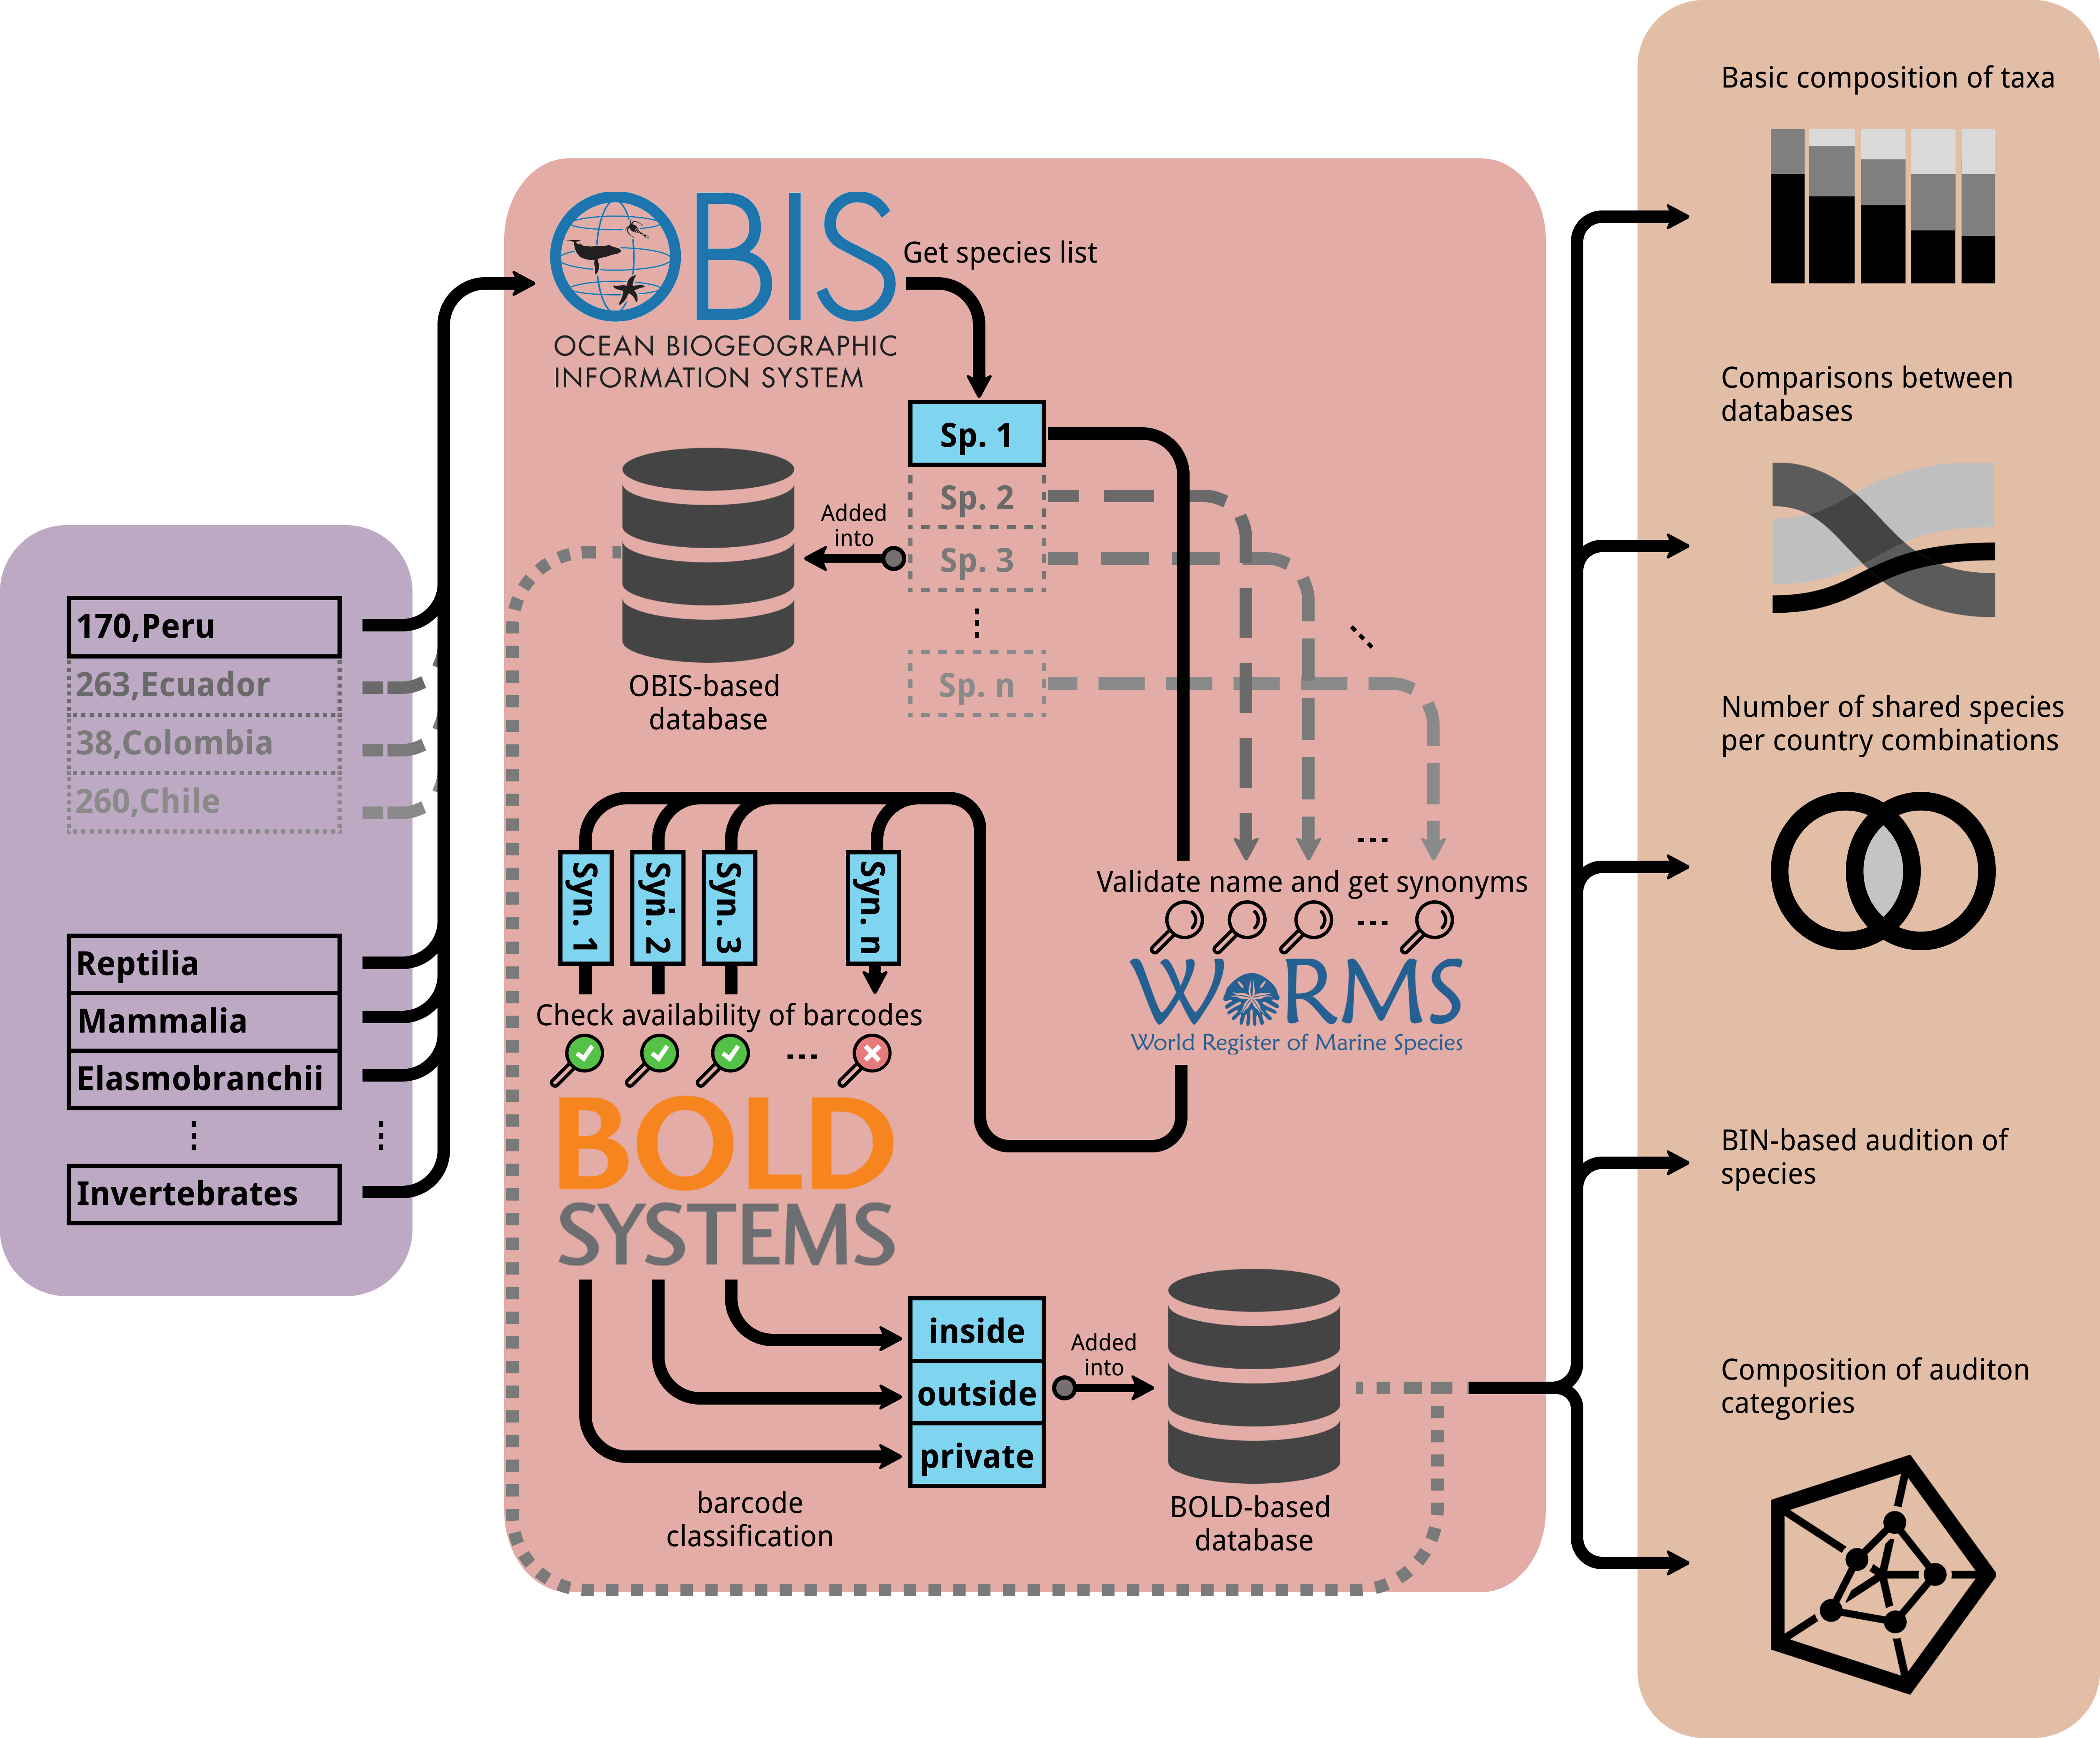 170,Peru
263,Ecuador
38,Colombia
260,Chile
Reptilia
Mammalia
Elasmobranchii
Invertebrates
OBIS
OCEAN BIOGEOGRAPHIC
INFORMATION SYSTEM
Get species list
Sp. 1
Sp. 2
Sp. 3
Sp. n
Added
into
OBIS-based
database
Validate name and get synonyms
WoRMS
World Register of Marine Species
Syn. 1
Syn. 2
Syn. 3
Syn. n
Check availability of barcodes
BOLD
SYSTEMS
inside
outside
private
barcode
classification
Added
into
BOLD-based
database
Basic composition of taxa
Comparisons between
databases
Number of shared species
per country combinations
BIN-based audition of
species
Composition of auditon
categories